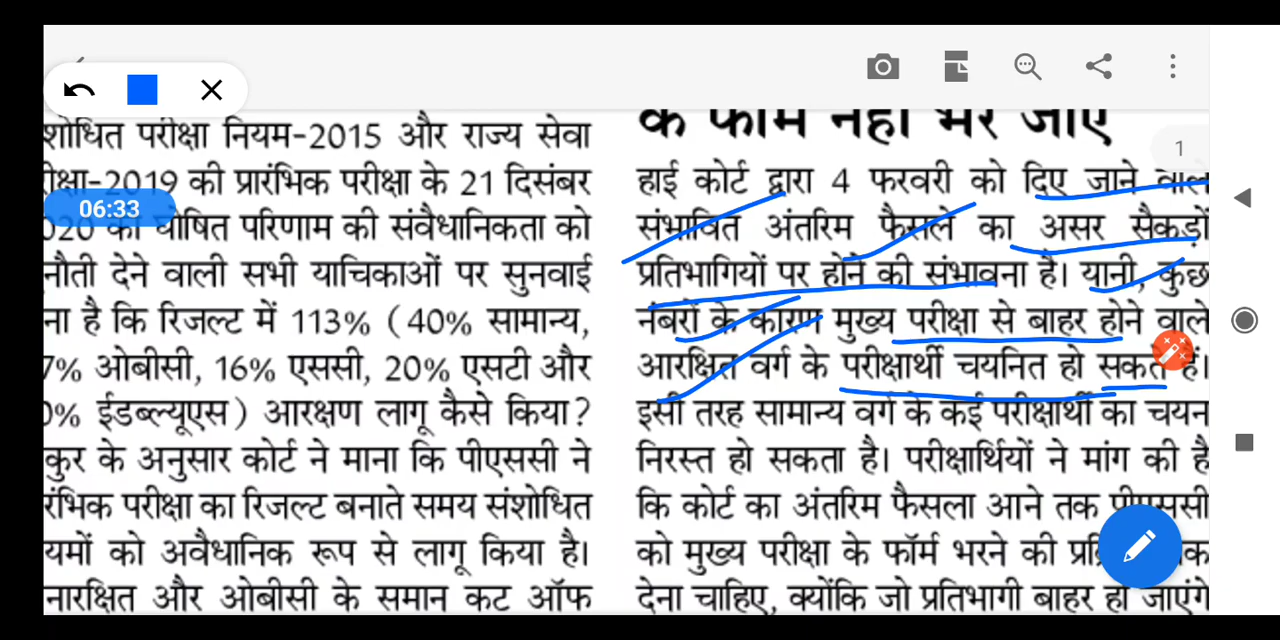 06:33
1
शोधित परीक्षा नियम-2015 और राज्य सेवा
-2019 की प्रारंभिक परीक्षा के 21 दिसंबर
घोषित परिणाम की संवैधानिकता को
नौती देने वाली सभी याचिकाओं पर सुनवाई
ना है कि रिजल्ट में 113% (40% सामान्य,
7% ओबीसी, 16% एससी, 20% एसटी और
0% ईडब्ल्यूएस) आरक्षण लागू कैसे किया?
कुर के अनुसार कोर्ट ने माना कि पीएससी ने
रंभिक परीक्षा का रिजल्ट बनाते समय संशोधित
यमों को अवैधानिक रूप से लागू किया है।
नारक्षित और ओबीसी के समान कट ऑफ
के फॉर्म नहीं भरे जाएं
हाई कोर्ट द्वारा 4 फरवरी को दिए जाने वाले
संभावित अंतरिम फैसले का असर सैकड़ों
प्रतिभागियों पर होने की संभावना है। यानी, कुछ
नंबरों के कारण मुख्य परीक्षा से बाहर होने वाले
आरक्षित वर्ग के परीक्षार्थी चयनित हो सकते हैं।
इसी तरह सामान्य वर्ग के कई परीक्षार्थी का चयन
निरस्त हो सकता है। परीक्षार्थियों ने मांग की है
कि कोर्ट का अंतरिम फैसला आने तक पीएससी
को मुख्य परीक्षा के फॉर्म भरने की
देना चाहिए, क्योंकि जो प्रतिभागी बाहर हो जाएंगे